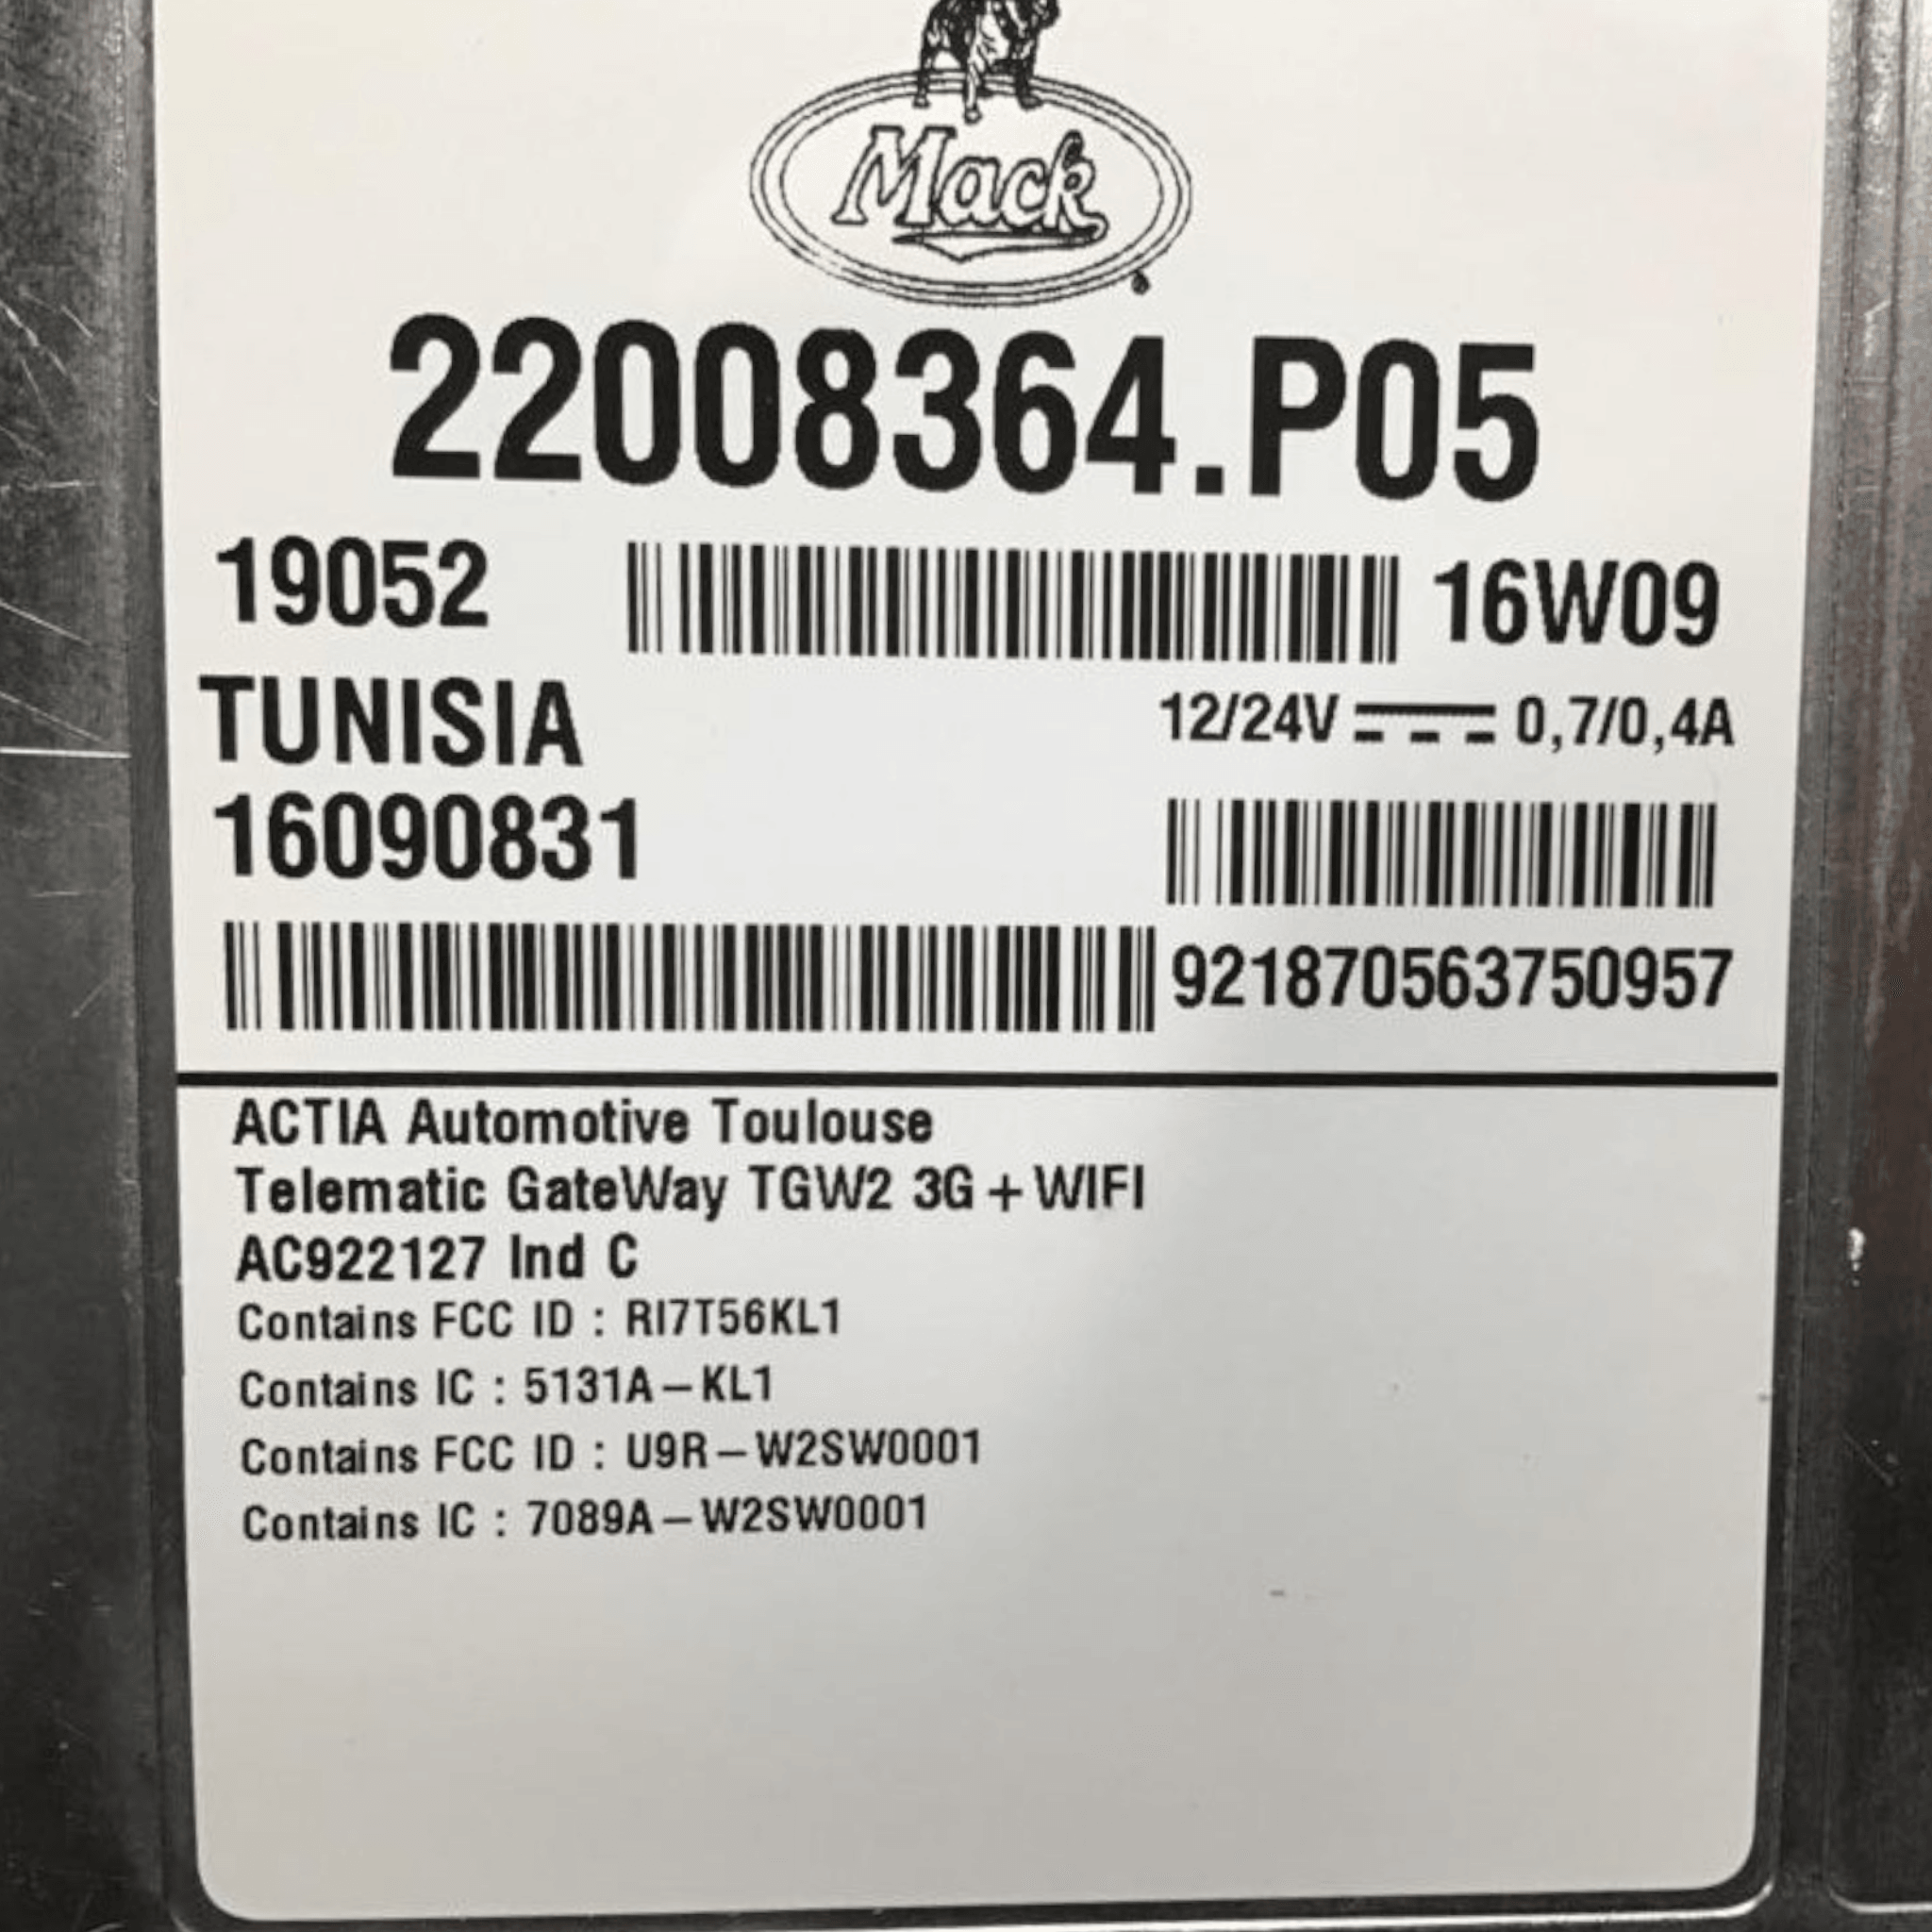 Mack
22008364.P05
19052 16W09
TUNISIA
12/24V 0,7/0,4A
16090831
921870563750957
ACTIA Automotive Toulouse
Telematic GateWay TGW2 3G+WIFI
AC922127 Ind C
Contains FCC ID : RI7T56KL1
Contains IC : 5131A-KL1
Contains FCC ID : U9R-W2SW0001
Contains IC : 7089A-W2SW0001